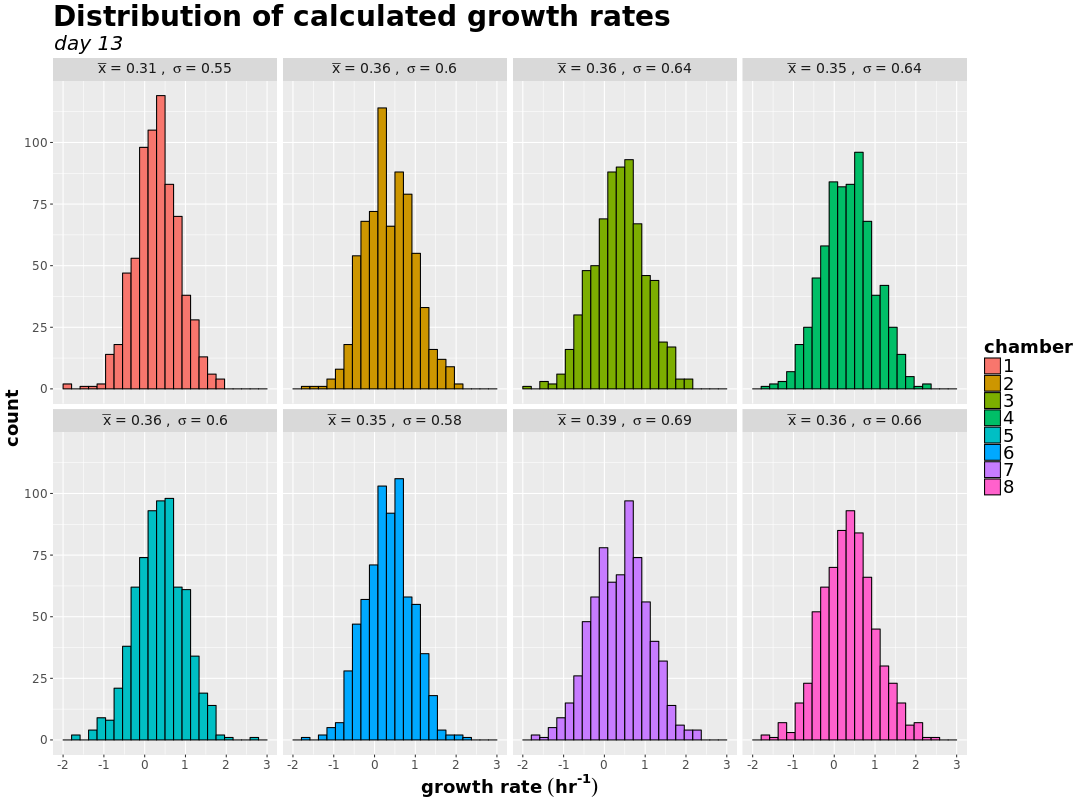 Distribution of calculated growth rates
day 13
x̅ = 0.31 , σ = 0.55
x̅ = 0.36 , σ = 0.6
x̅ = 0.36 , σ = 0.64
x̅ = 0.35 , σ = 0.64
100
75
50
25
0
x̅ = 0.36 , σ = 0.6
x̅ = 0.35 , σ = 0.58
x̅ = 0.39 , σ = 0.69
x̅ = 0.36 , σ = 0.66
100
75
50
25
0
-2 -1 0 1 2 3
-2 -1 0 1 2 3
-2 -1 0 1 2 3
-2 -1 0 1 2 3
growth rate (hr⁻¹)
count
chamber
1
2
3
4
5
6
7
8